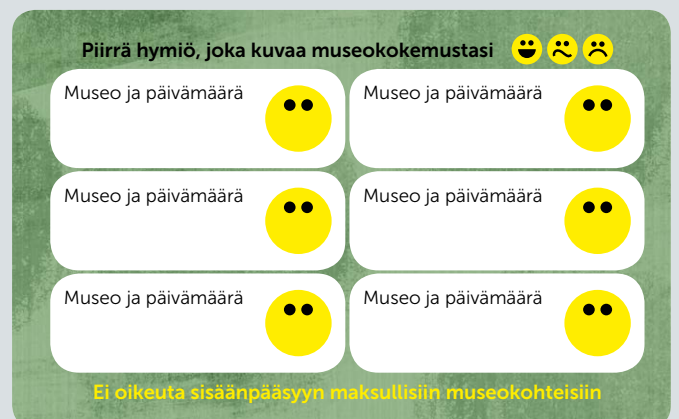 Piirrä hymiö, joka kuvaa museokokemustasi
Museo ja päivämäärä
Museo ja päivämäärä
Museo ja päivämäärä
Museo ja päivämäärä
Museo ja päivämäärä
Museo ja päivämäärä
Ei oikeuta sisäänpääsyyn maksullisiin museokohteisiin